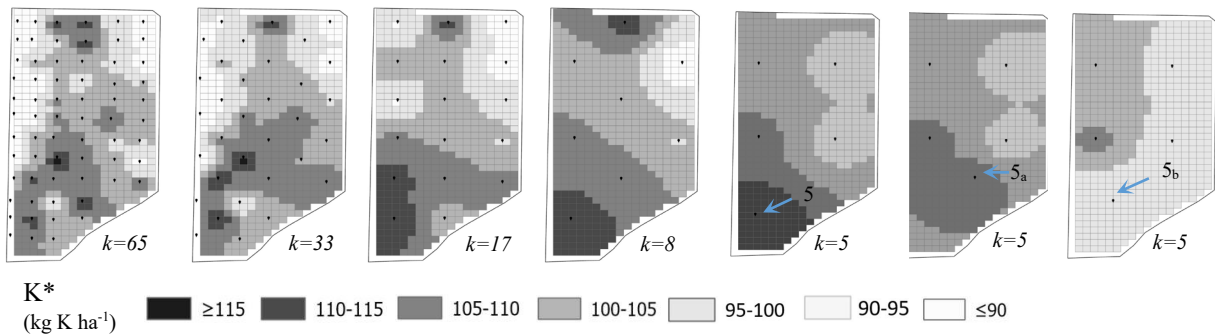 5
5a
5b
k=65
k=33
k=17
k=8
k=5
k=5
k=5
K*
(kg K ha-1)
≥115
110-115
105-110
100-105
95-100
90-95
≤90